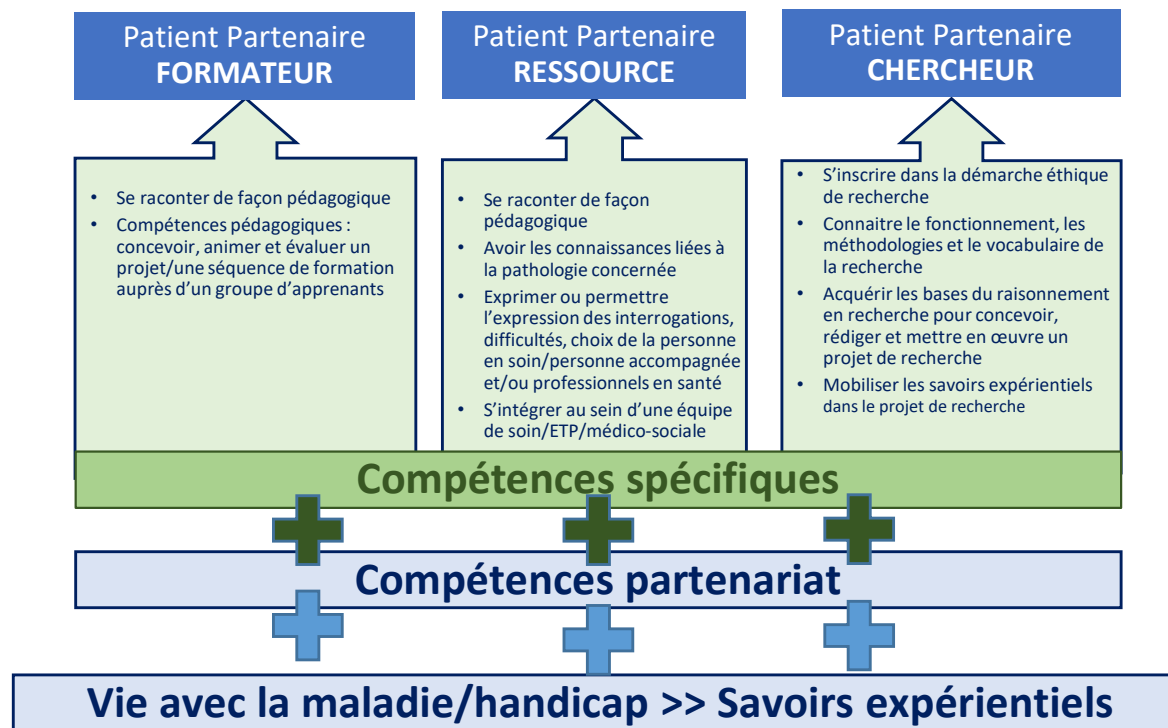 Patient Partenaire
FORMATEUR
Patient Partenaire
RESSOURCE
Patient Partenaire
CHERCHEUR
• Se raconter de façon pédagogique
• Compétences pédagogiques :
concevoir, animer et évaluer un
projet/une séquence de formation
auprès d'un groupe d'apprenants
• Se raconter de façon
pédagogique
• Avoir les connaissances liées à
la pathologie concernée
• Exprimer ou permettre
l'expression des interrogations,
difficultés, choix de la personne
en soin/personne accompagnée
et/ou professionnels en santé
• S'intégrer au sein d'une équipe
de soin/ETP/médico-sociale
• S'inscrire dans la démarche éthique
de recherche
• Connaitre le fonctionnement, les
méthodologies et le vocabulaire de
la recherche
• Acquérir les bases du raisonnement
en recherche pour concevoir,
rédiger et mettre en œuvre un
projet de recherche
• Mobiliser les savoirs expérientiels
dans le projet de recherche
Compétences spécifiques
Compétences partenariat
Vie avec la maladie/handicap >> Savoirs expérientiels